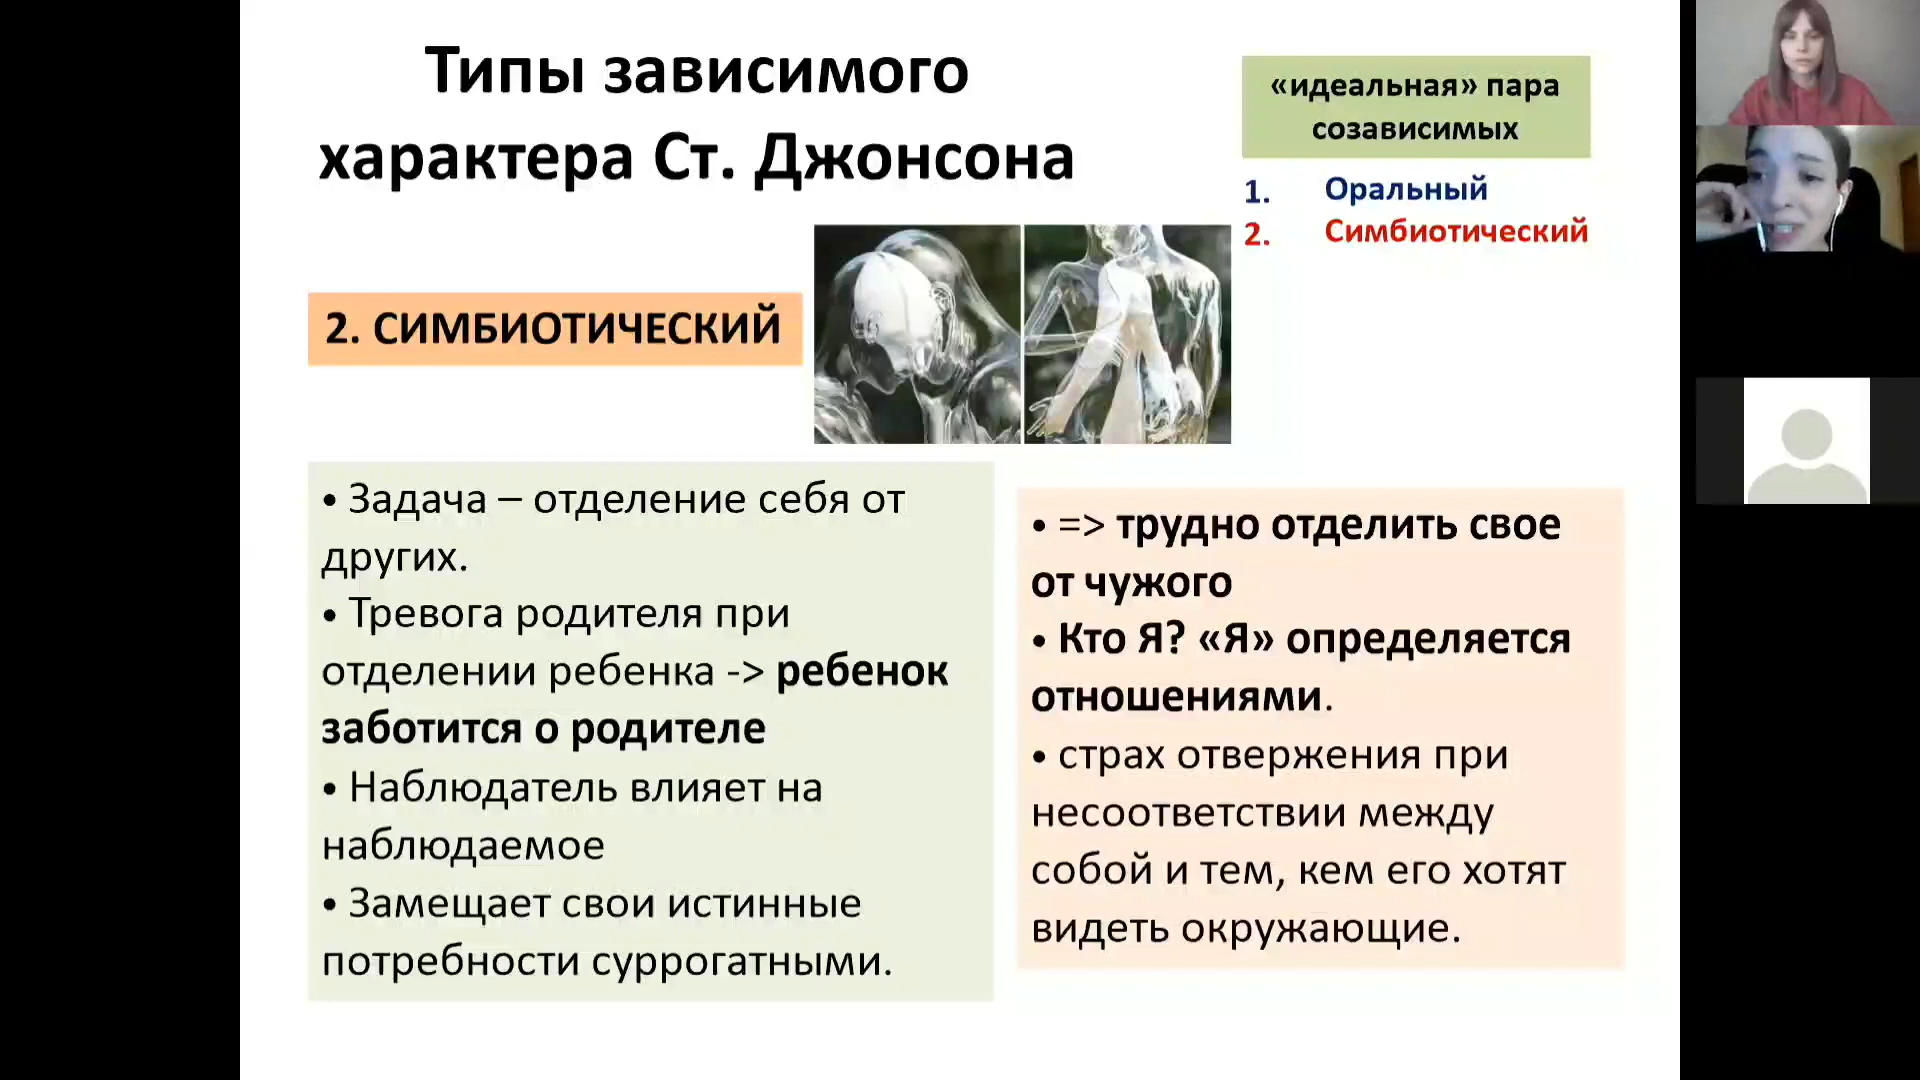 Типы зависимого
характера Ст. Джонсона
«идеальная» пара
созависимых
1. Оральный
2. Симбиотический
2. СИМБИОТИЧЕСКИЙ
• Задача – отделение себя от
других.
• Тревога родителя при
отделении ребенка -> ребенок
заботится о родителе
• Наблюдатель влияет на
наблюдаемое
• Замещает свои истинные
потребности суррогатными.
• => трудно отделить свое
от чужого
• Кто Я? «Я» определяется
отношениями.
• страх отвержения при
несоответствии между
собой и тем, кем его хотят
видеть окружающие.